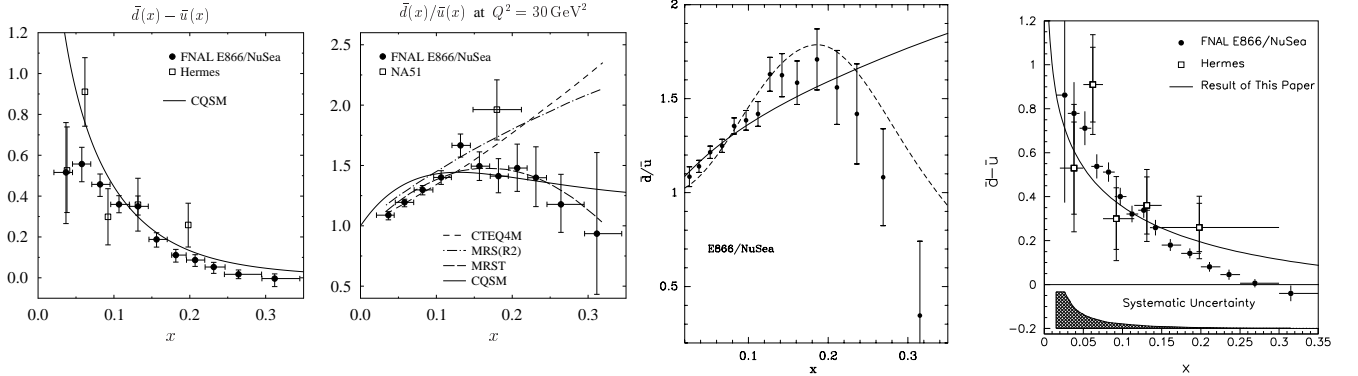 d̄(x) − ū(x)
1.2
1.0
0.8
0.6
0.4
0.2
0.0
FNAL E866/NuSea
Hermes
CQSM
0.0 0.1 0.2 0.3
x
d̄(x)/ū(x) at Q² = 30 GeV²
2.5
2.0
1.5
1.0
0.5
FNAL E866/NuSea
NA51
CTEQ4M
MRS(R2)
MRST
CQSM
0.0 0.1 0.2 0.3
x
2
1.5
1
0.5
d̄/ū
E866/NuSea
0.1 0.2 0.3
x
1.2
1
0.8
0.6
0.4
0.2
0
−0.2
d̄−ū
FNAL E866/NuSea
Hermes
Result of This Paper
Systematic Uncertainty
0 0.05 0.1 0.15 0.2 0.25 0.3 0.35
x